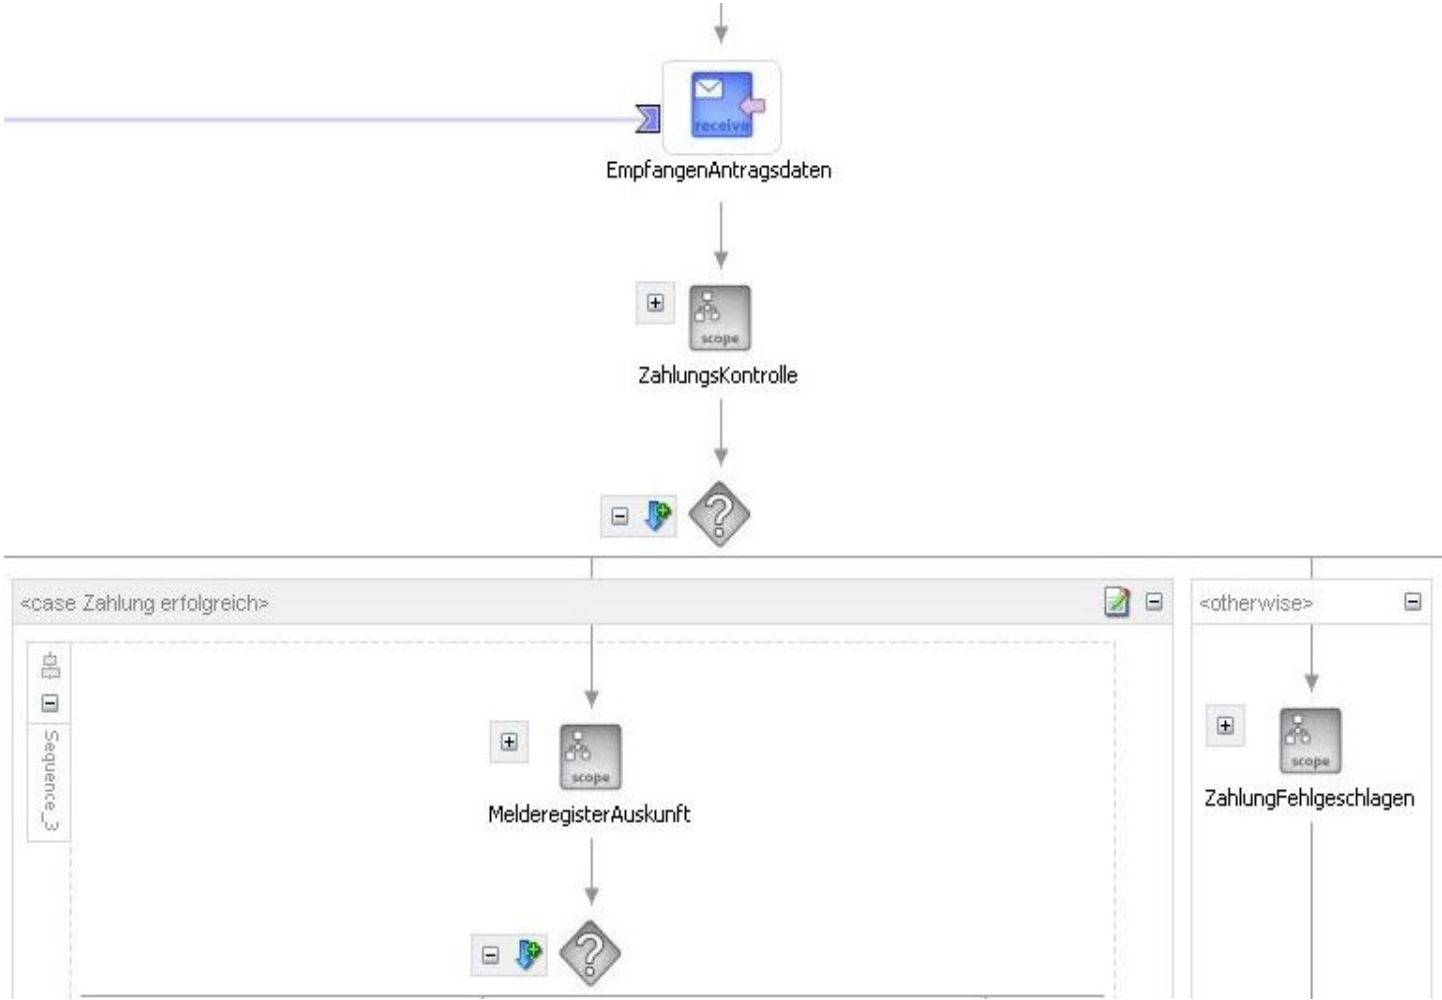 receive
EmpfangenAntragsdaten
scope
ZahlungsKontrolle
?
<case Zahlung erfolgreich>
<otherwise>
Sequence_3
scope
MelderegisterAuskunft
scope
ZahlungFehlgeschlagen
?